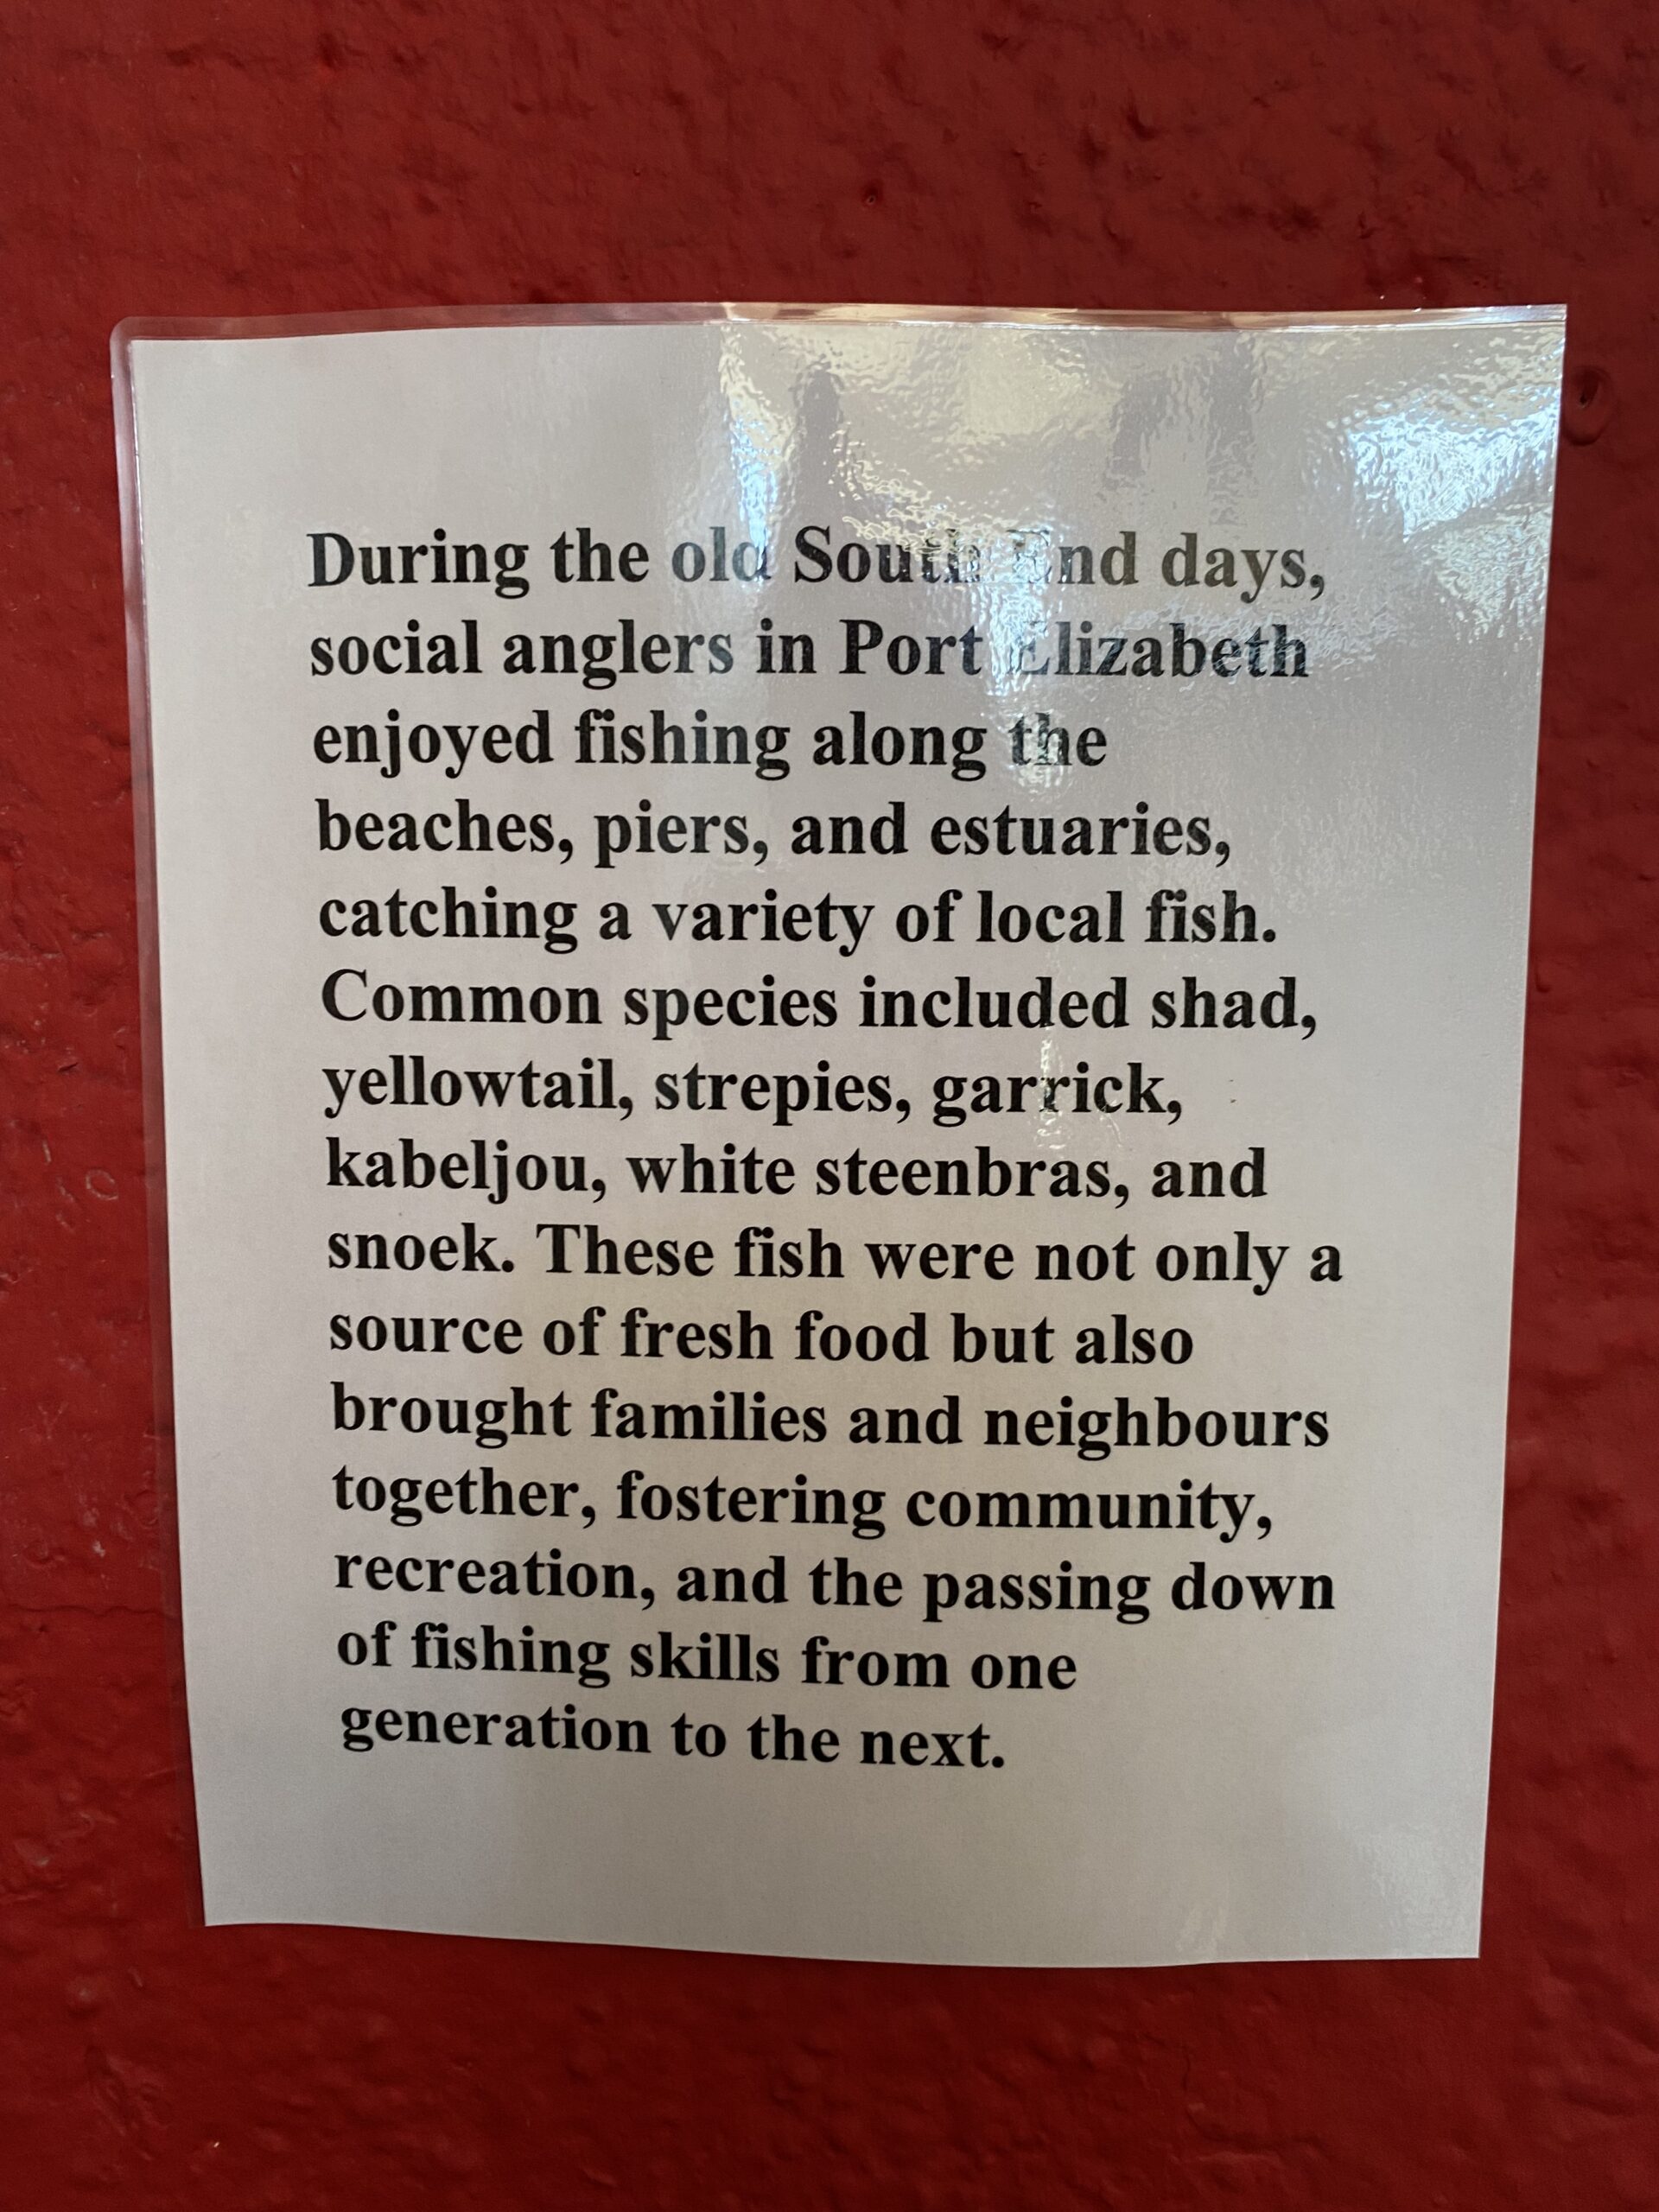 During the old South End days,
social anglers in Port Elizabeth
enjoyed fishing along the
beaches, piers, and estuaries,
catching a variety of local fish.
Common species included shad,
yellowtail, strepies, garrick,
kabeljou, white steenbras, and
snoek. These fish were not only a
source of fresh food but also
brought families and neighbours
together, fostering community,
recreation, and the passing down
of fishing skills from one
generation to the next.